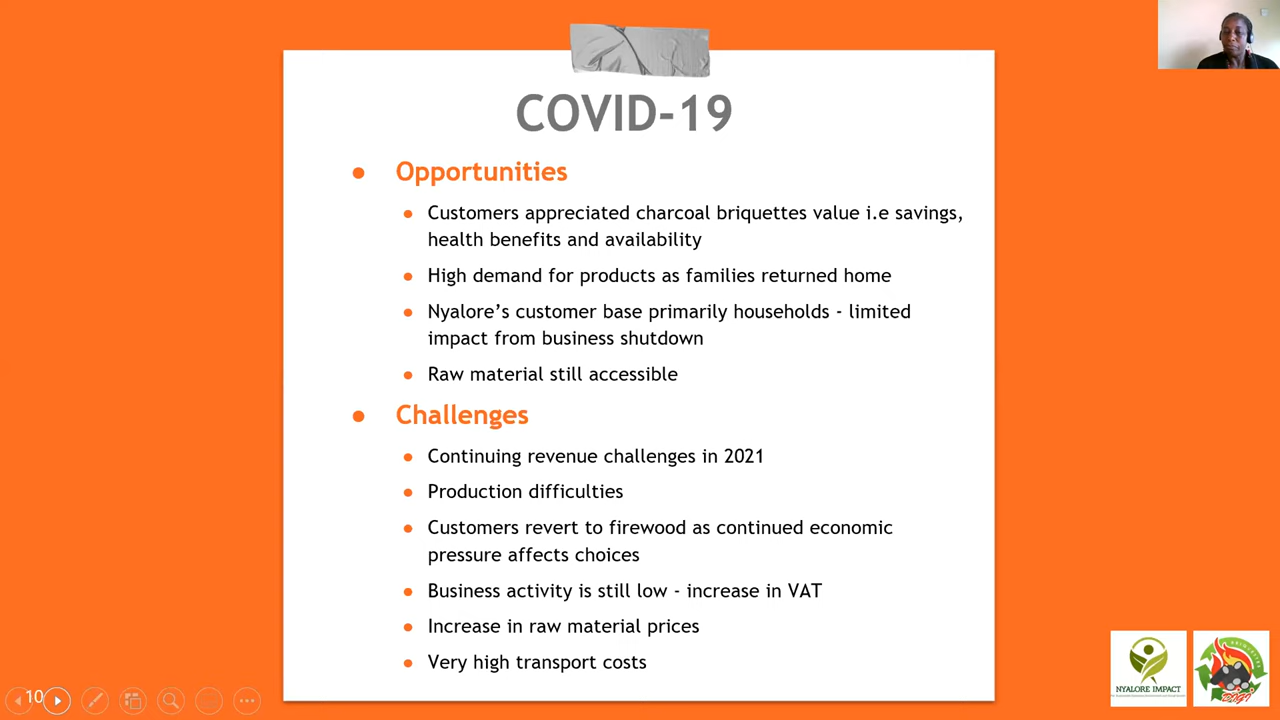 COVID-19
● Opportunities
● Customers appreciated charcoal briquettes value i.e savings,
health benefits and availability
● High demand for products as families returned home
● Nyalore's customer base primarily households - limited
impact from business shutdown
● Raw material still accessible
● Challenges
● Continuing revenue challenges in 2021
● Production difficulties
● Customers revert to firewood as continued economic
pressure affects choices
● Business activity is still low - increase in VAT
● Increase in raw material prices
● Very high transport costs
10
NYALORE IMPACT